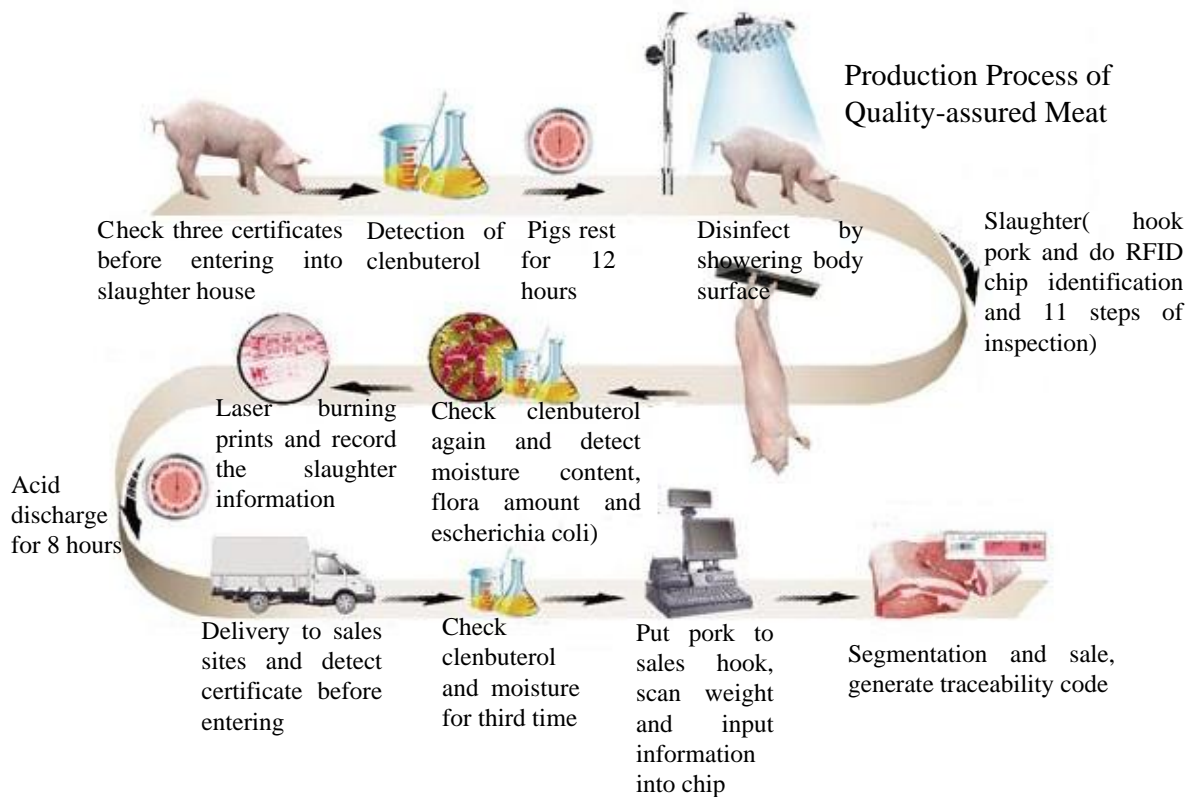 Production Process of
Quality-assured Meat
Check three certificates
before entering into
slaughter house
Detection of
clenbuterol
Pigs rest
for 12
hours
Disinfect by
showering body
surface
Slaughter( hook
pork and do RFID
chip identification
and 11 steps of
inspection)
Check clenbuterol
again and detect
moisture content,
flora amount and
escherichia coli)
Laser burning
prints and record
the slaughter
information
Acid
discharge
for 8 hours
Delivery to sales
sites and detect
certificate before
entering
Check
clenbuterol
and moisture
for third time
Put pork to
sales hook,
scan weight
and input
information
into chip
Segmentation and sale,
generate traceability code